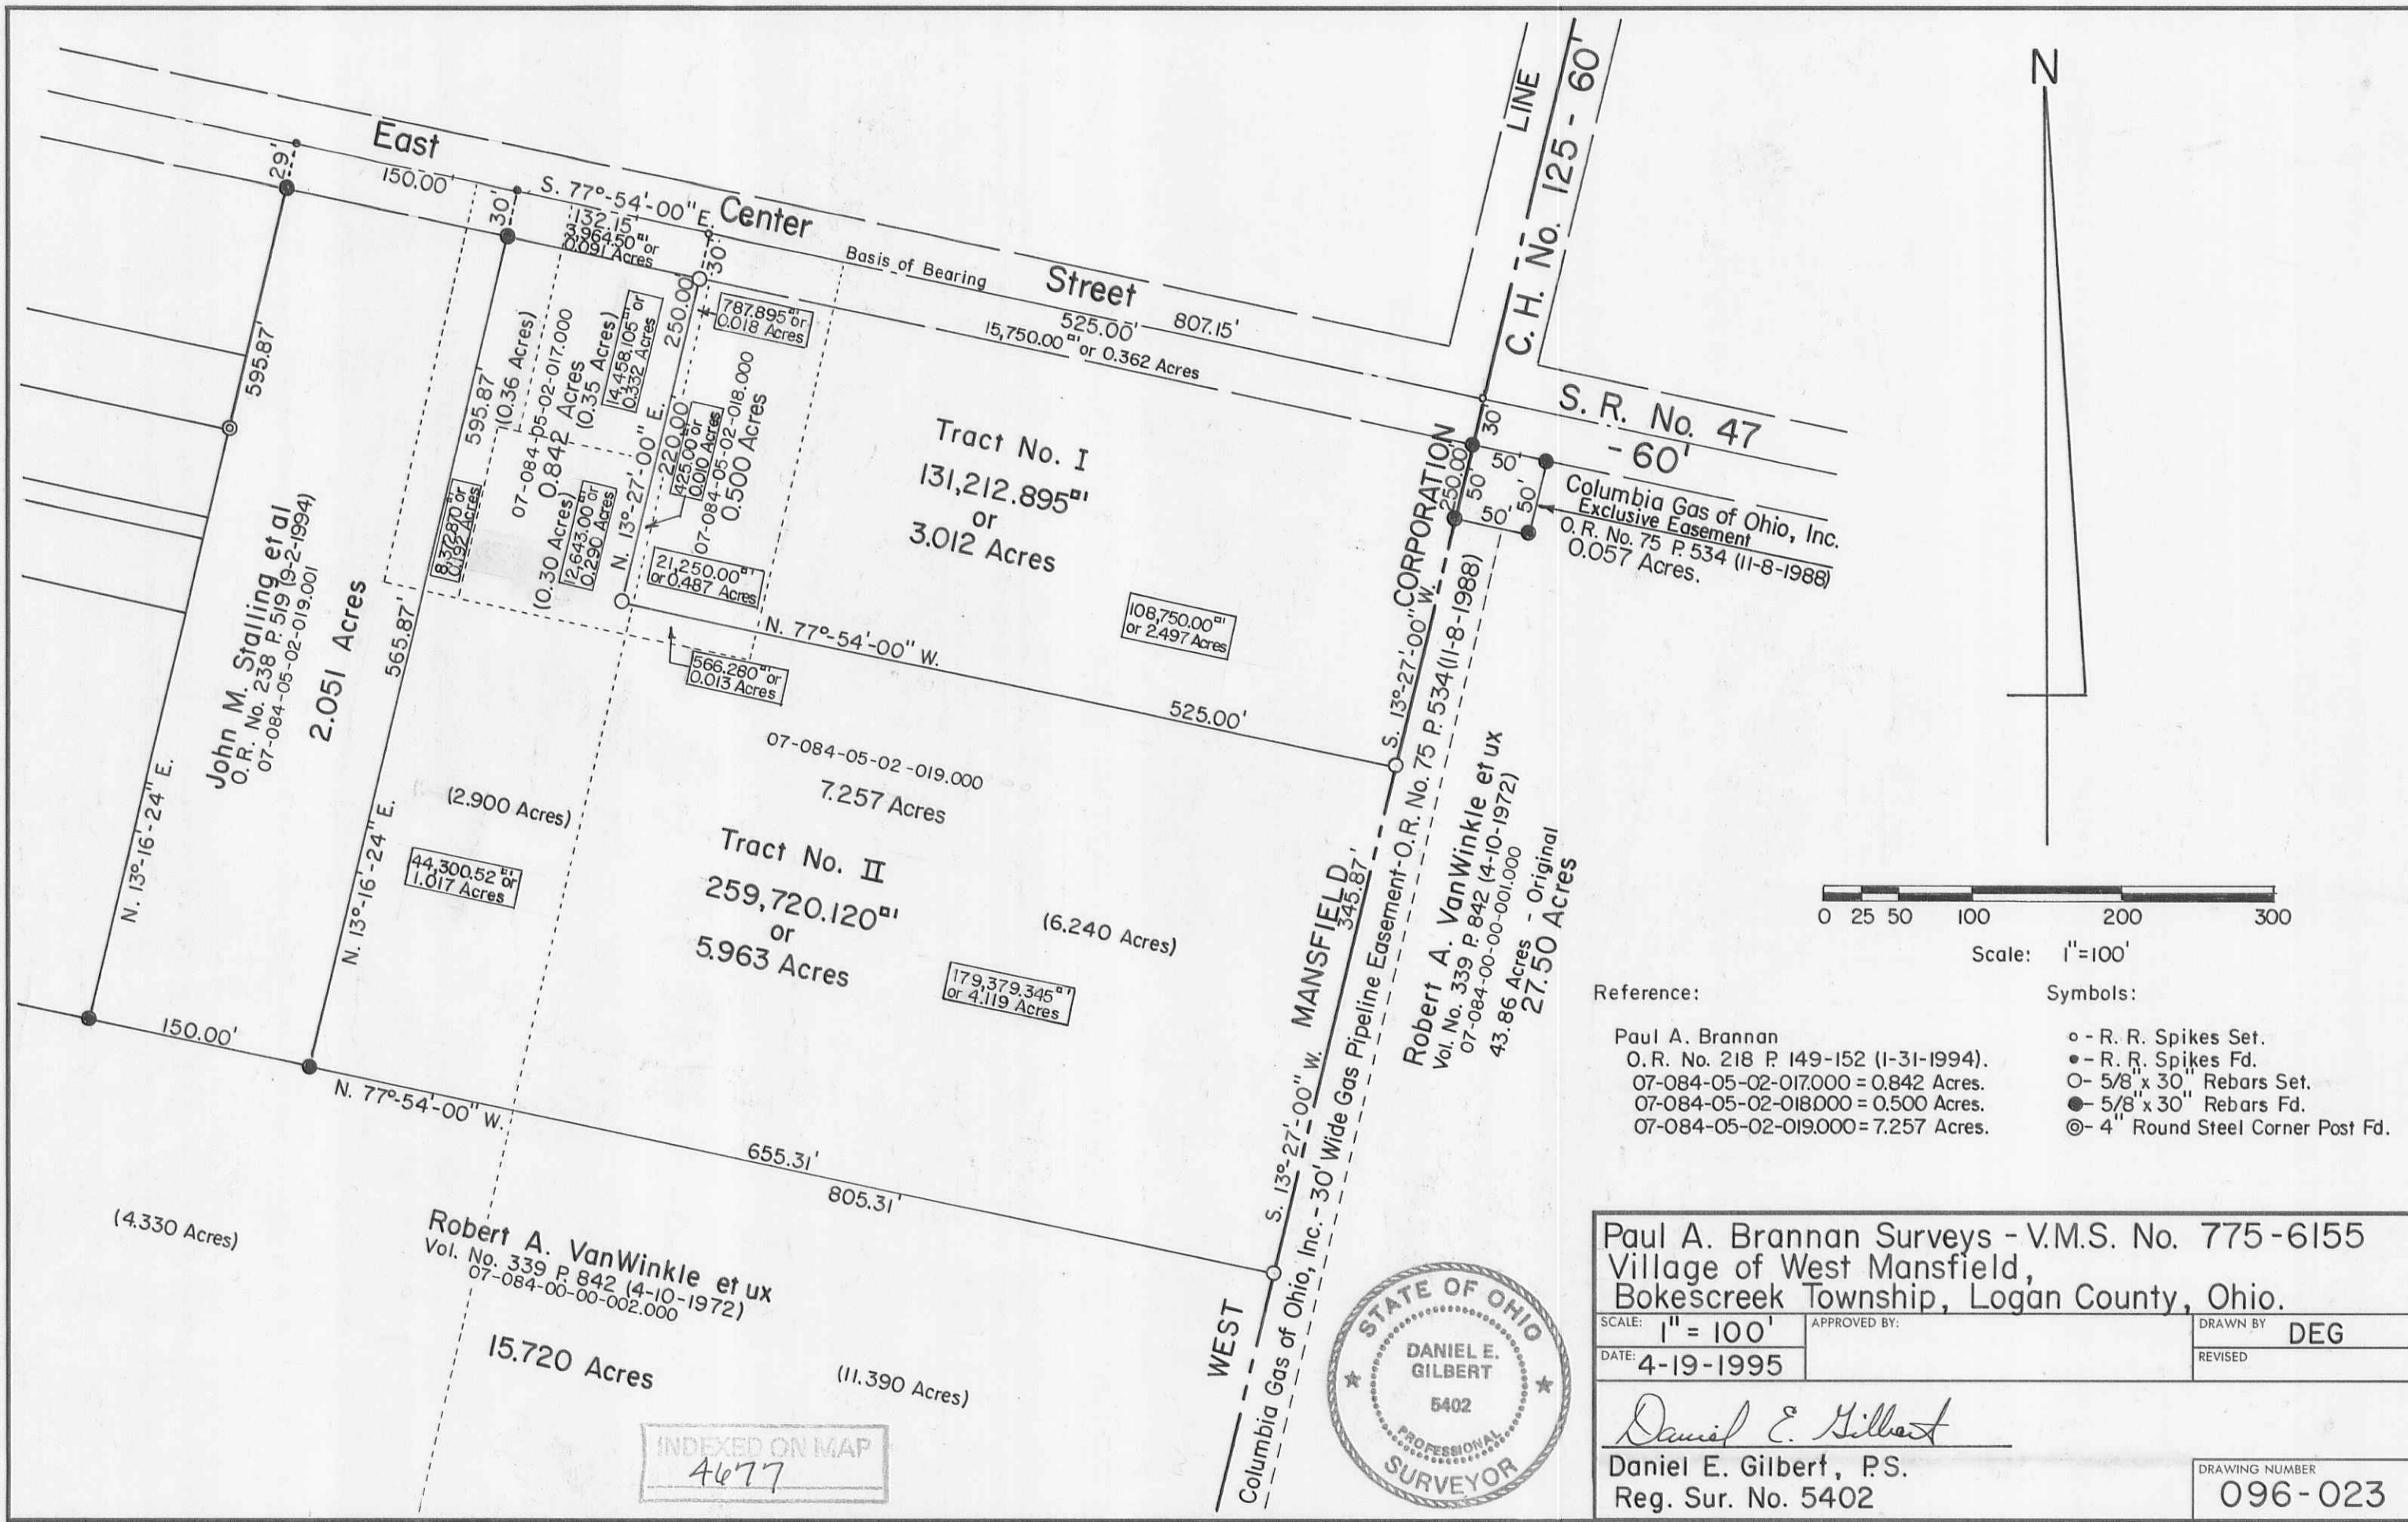 East
Center
Street
29'
150.00'
30'
S. 77°-54'-00" E.
132.15'
3,964.50▫' or
0.091 Acres
30'
Basis of Bearing
525.00'
807.15'
15,750.00▫' or 0.362 Acres
LINE
C. H. No. 125 - 60'
S. R. No. 47
- 60'
N
595.87'
595.87'
(0.36 Acres)
07-084-05-02-017.000
0.842 Acres
(0.35 Acres)
14,458.105▫' or
0.332 Acres
250.00'
787.895▫' or
0.018 Acres
N. 13°-27'-00" E.
220.00'
425.00 or
0.010 Acres
07-084-05-02-018.000
0.500 Acres
8,372.870 or
0.192 Acres
(0.30 Acres)
12,643.00▫' or
0.290 Acres
21,250.00▫'
or 0.487 Acres
Tract No. I
131,212.895▫'
or
3.012 Acres
108,750.00▫'
or 2.497 Acres
30'
50'
250.00'
50'
50'
50'
Columbia Gas of Ohio, Inc.
Exclusive Easement
O. R. No. 75 P. 534 (11-8-1988)
0.057 Acres.
CORPORATION
S. 13°-27'-00" W.
N. 77°-54'-00" W.
525.00'
566.280▫' or
0.013 Acres
John M. Stalling et al
O. R. No. 238 P. 519 (9-2-1994)
07-084-05-02-019.001
2.051 Acres
565.87'
N. 13°-16'-24" E.
N. 13°-16'-24" E.
(2.900 Acres)
44,300.52▫' or
1.017 Acres
07-084-05-02-019.000
7.257 Acres
Tract No. II
259,720.120▫'
or
5.963 Acres
(6.240 Acres)
179,379.345▫'
or 4.119 Acres
345.87'
MANSFIELD
S. 13°-27'-00" W.
WEST
Columbia Gas of Ohio, Inc.- 30' Wide Gas Pipeline Easement-O.R. No. 75 P. 534 (11-8-1988)
Robert A. VanWinkle et ux
Vol. No. 339 P. 842 (4-10-1972)
07-084-00-00-001.000
43.86 Acres - Original
27.50 Acres
150.00'
N. 77°-54'-00" W.
655.31'
805.31'
(4.330 Acres)
Robert A. VanWinkle et ux
Vol. No. 339 P. 842 (4-10-1972)
07-084-00-00-002.000
15.720 Acres
(11.390 Acres)
INDEXED ON MAP
4677
STATE OF OHIO
DANIEL E.
GILBERT
5402
PROFESSIONAL
SURVEYOR
0 25 50 100 200 300
Scale: 1"=100'
Reference:
Paul A. Brannan
O. R. No. 218 P. 149-152 (1-31-1994).
07-084-05-02-017.000 = 0.842 Acres.
07-084-05-02-018.000 = 0.500 Acres.
07-084-05-02-019.000 = 7.257 Acres.
Symbols:
○ - R. R. Spikes Set.
● - R. R. Spikes Fd.
○ - 5/8" x 30" Rebars Set.
● - 5/8" x 30" Rebars Fd.
◎ - 4" Round Steel Corner Post Fd.
Paul A. Brannan Surveys - V.M.S. No. 775-6155
Village of West Mansfield,
Bokescreek Township, Logan County, Ohio.
SCALE: 1" = 100'
APPROVED BY:
DRAWN BY DEG
DATE: 4-19-1995
REVISED
Daniel E. Gilbert
Daniel E. Gilbert, P.S.
Reg. Sur. No. 5402
DRAWING NUMBER
096-023